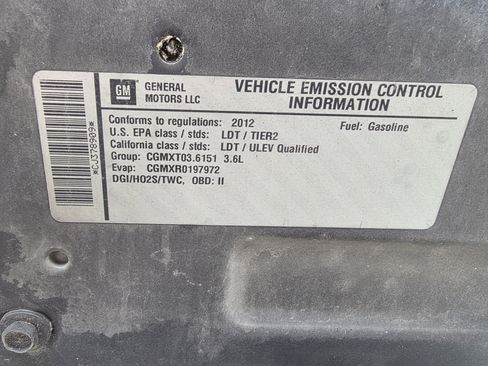 GM
GENERAL
MOTORS LLC
VEHICLE EMISSION CONTROL
INFORMATION
Conforms to regulations: 2012
Fuel: Gasoline
U.S. EPA class / stds: LDT / TIER2
California class / stds: LDT / ULEV Qualified
Group: CGMXT03.6151 3.6L
Evap: CGMXR0197972
DGI/HO2S/TWC, OBD: II
*CJ378909*